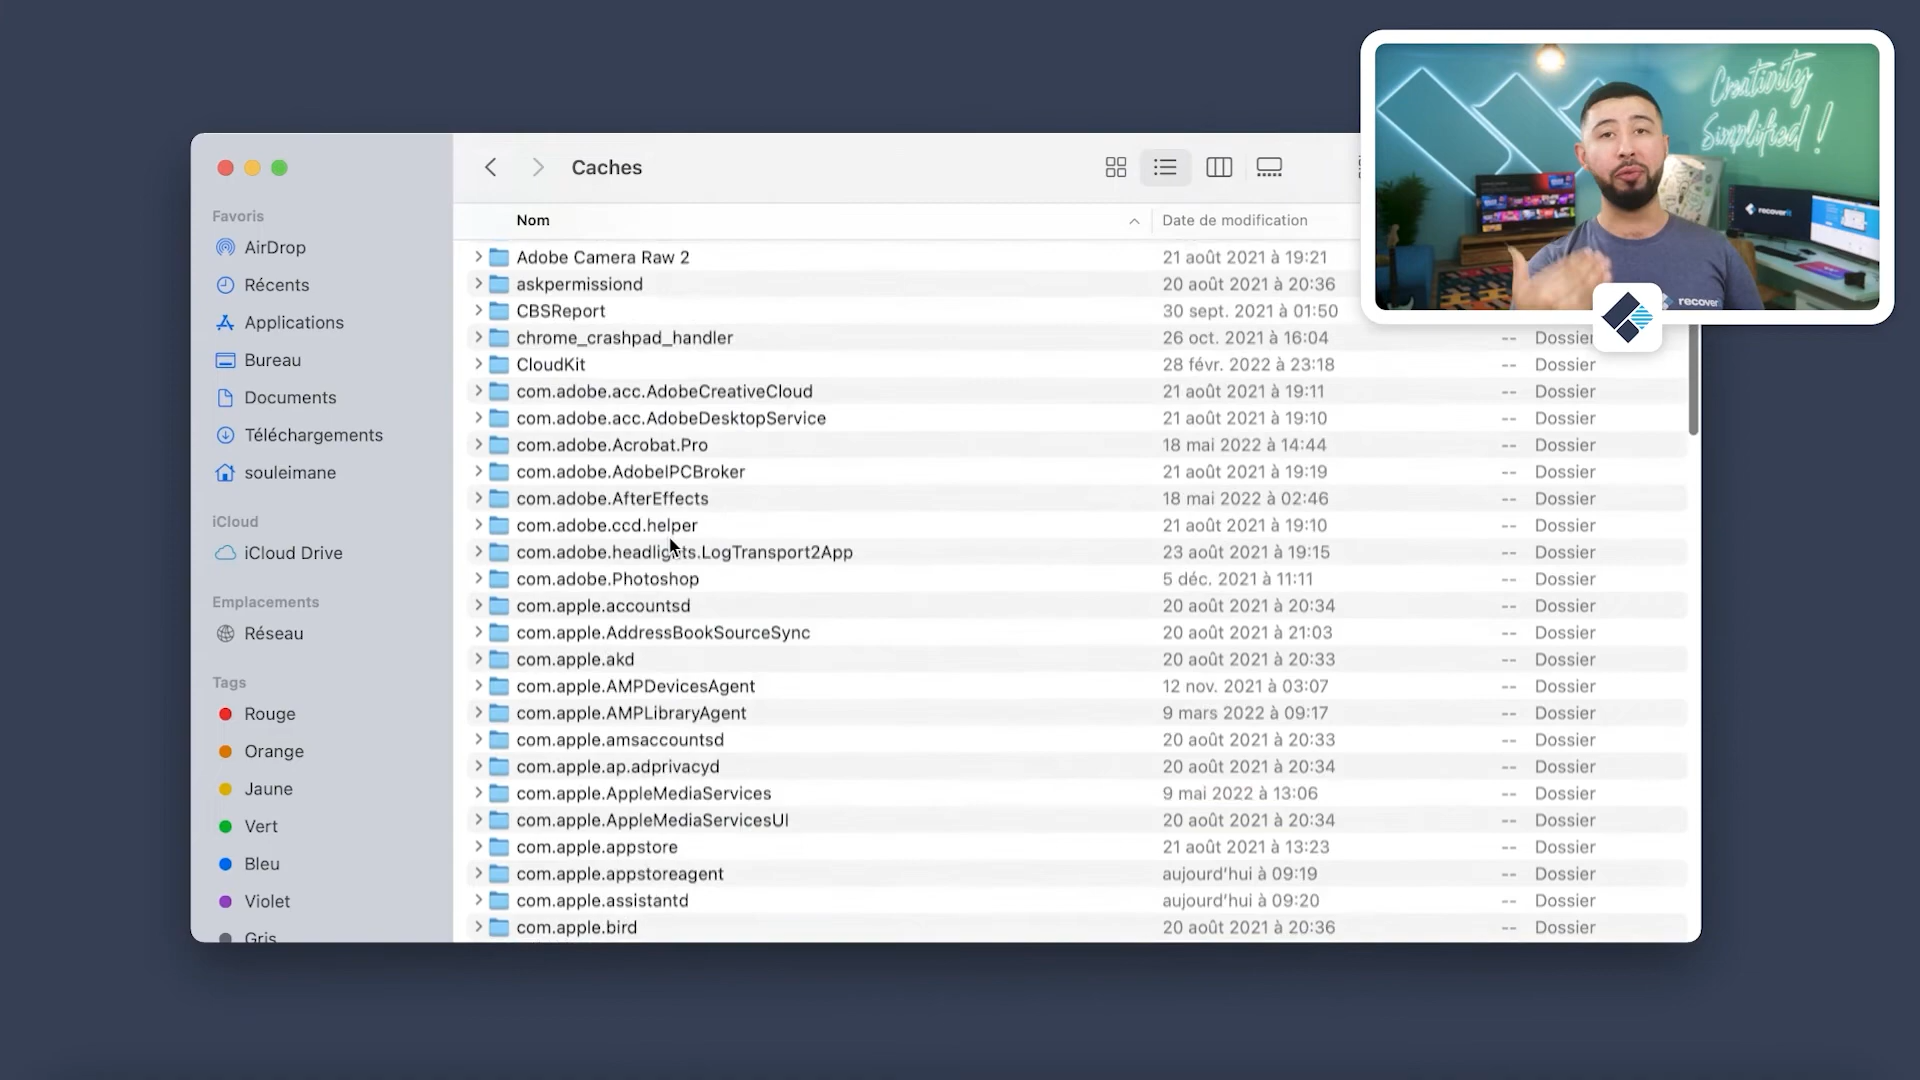 Caches
Nom
Date de modification
Favoris
AirDrop
Récents
Applications
Bureau
Documents
Téléchargements
souleimane
iCloud
iCloud Drive
Emplacements
Réseau
Tags
Rouge
Orange
Jaune
Vert
Bleu
Violet
Gris
Adobe Camera Raw 2 21 août 2021 à 19:21
askpermissiond 20 août 2021 à 20:36
CBSReport 30 sept. 2021 à 01:50
chrome_crashpad_handler 26 oct. 2021 à 16:04 -- Dossier
CloudKit 28 févr. 2022 à 23:18 -- Dossier
com.adobe.acc.AdobeCreativeCloud 21 août 2021 à 19:11 -- Dossier
com.adobe.acc.AdobeDesktopService 21 août 2021 à 19:10 -- Dossier
com.adobe.Acrobat.Pro 18 mai 2022 à 14:44 -- Dossier
com.adobe.AdobeIPCBroker 21 août 2021 à 19:19 -- Dossier
com.adobe.AfterEffects 18 mai 2022 à 02:46 -- Dossier
com.adobe.ccd.helper 21 août 2021 à 19:10 -- Dossier
com.adobe.headlights.LogTransport2App 23 août 2021 à 19:15 -- Dossier
com.adobe.Photoshop 5 déc. 2021 à 11:11 -- Dossier
com.apple.accountsd 20 août 2021 à 20:34 -- Dossier
com.apple.AddressBookSourceSync 20 août 2021 à 21:03 -- Dossier
com.apple.akd 20 août 2021 à 20:33 -- Dossier
com.apple.AMPDevicesAgent 12 nov. 2021 à 03:07 -- Dossier
com.apple.AMPLibraryAgent 9 mars 2022 à 09:17 -- Dossier
com.apple.amsaccountsd 20 août 2021 à 20:33 -- Dossier
com.apple.ap.adprivacyd 20 août 2021 à 20:34 -- Dossier
com.apple.AppleMediaServices 9 mai 2022 à 13:06 -- Dossier
com.apple.AppleMediaServicesUI 20 août 2021 à 20:34 -- Dossier
com.apple.appstore 21 août 2021 à 13:23 -- Dossier
com.apple.appstoreagent aujourd'hui à 09:19 -- Dossier
com.apple.assistantd aujourd'hui à 09:20 -- Dossier
com.apple.bird 20 août 2021 à 20:36 -- Dossier
Creativity
Simplified !
recoverit
recover